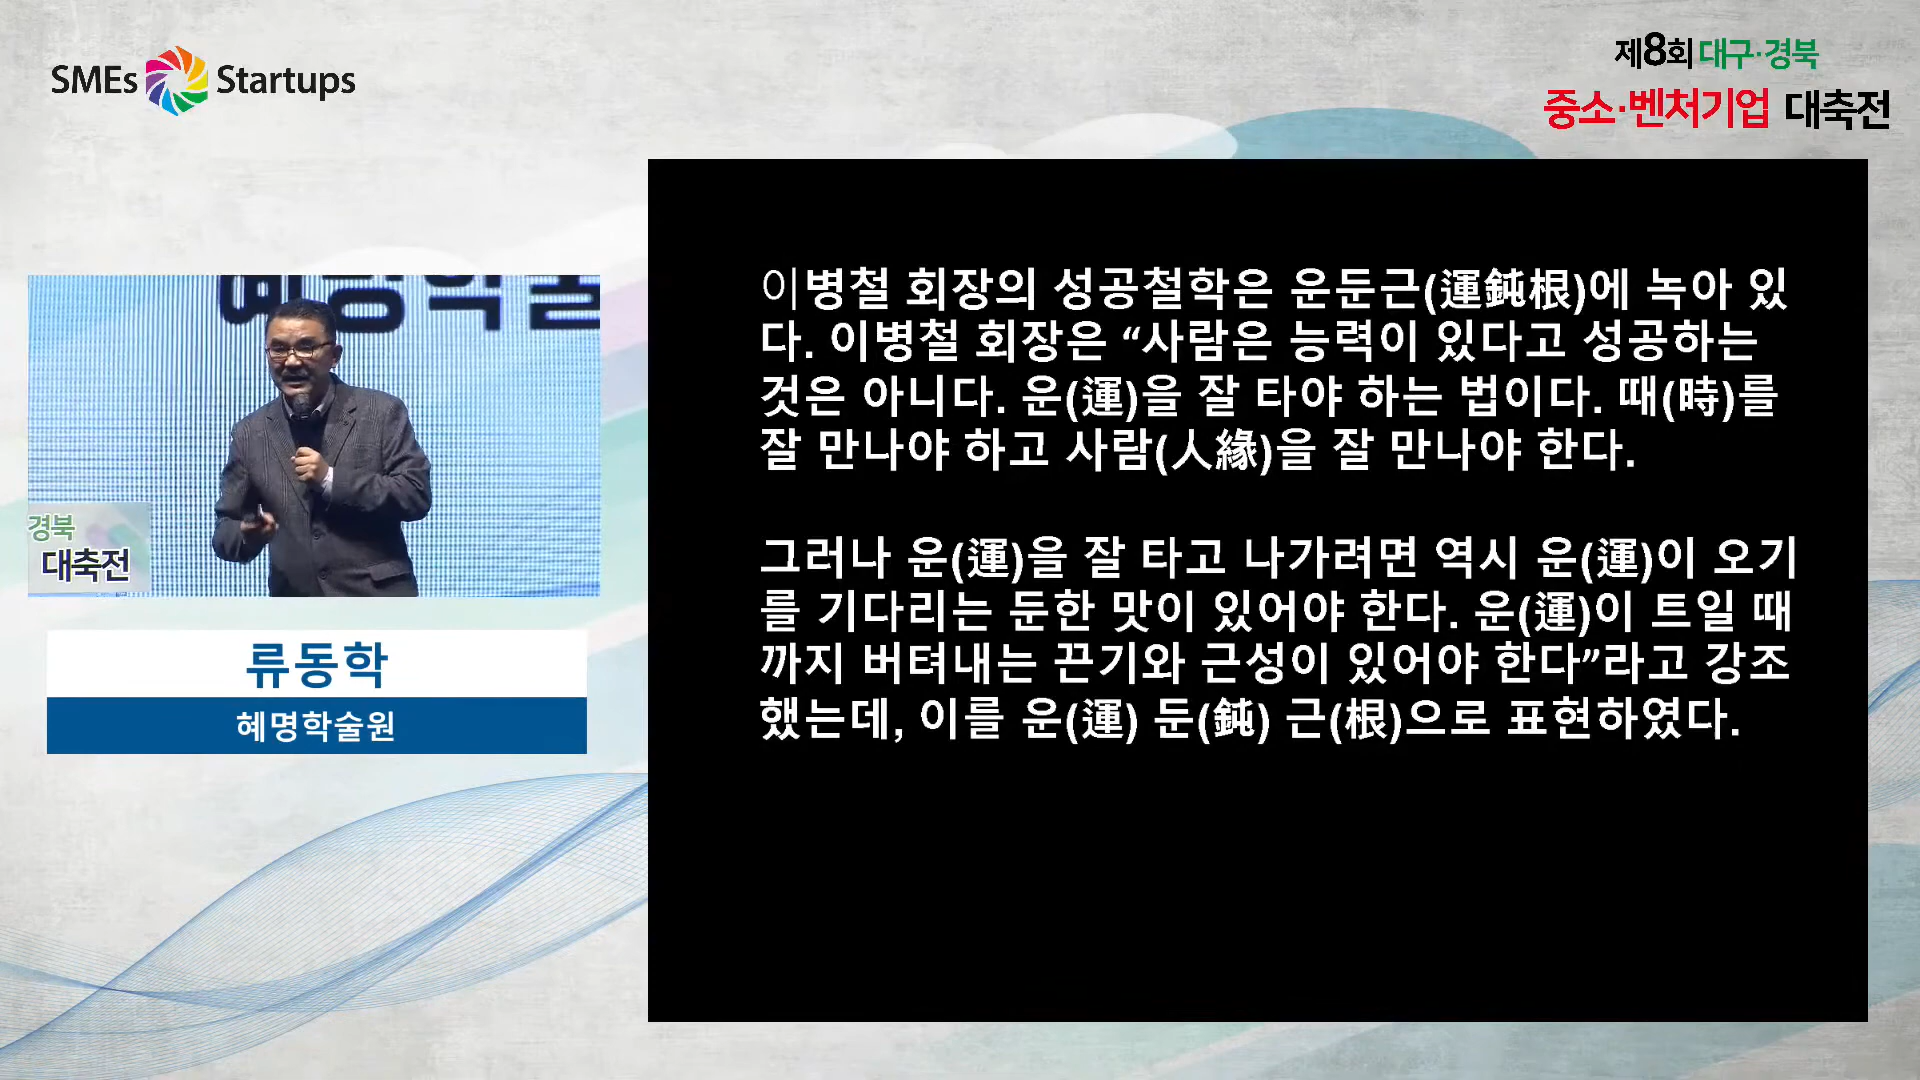 SMEs Startups
제8회 대구·경북
중소·벤처기업 대축전
경북
대축전
류동학
혜명학술원
이병철 회장의 성공철학은 운둔근(運鈍根)에 녹아 있
다. 이병철 회장은 “사람은 능력이 있다고 성공하는
것은 아니다. 운(運)을 잘 타야 하는 법이다. 때(時)를
잘 만나야 하고 사람(人緣)을 잘 만나야 한다.
그러나 운(運)을 잘 타고 나가려면 역시 운(運)이 오기
를 기다리는 둔한 맛이 있어야 한다. 운(運)이 트일 때
까지 버텨내는 끈기와 근성이 있어야 한다”라고 강조
했는데, 이를 운(運) 둔(鈍) 근(根)으로 표현하였다.